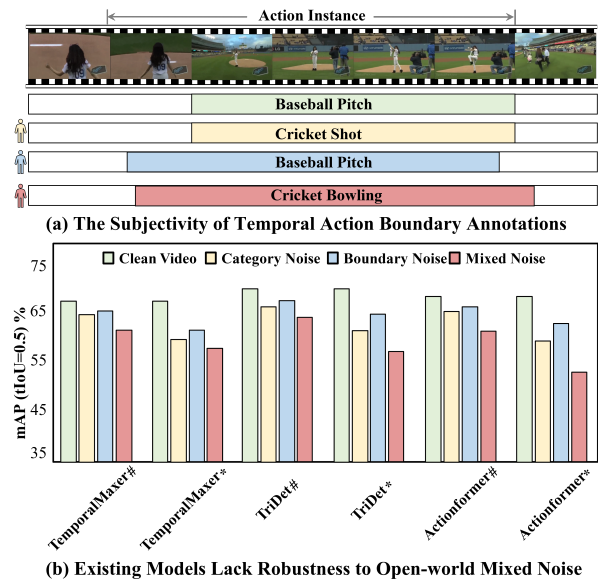 Action Instance
Baseball Pitch
Cricket Shot
Baseball Pitch
Cricket Bowling
(a) The Subjectivity of Temporal Action Boundary Annotations
Clean Video Category Noise Boundary Noise Mixed Noise
mAP (tIoU=0.5) %
75
65
55
45
35
TemporalMaxer# TemporalMaxer* TriDet# TriDet* Actionformer# Actionformer*
(b) Existing Models Lack Robustness to Open-world Mixed Noise